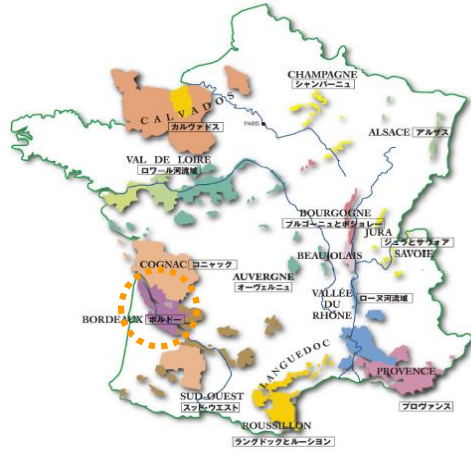 CHAMPAGNE
シャンパーニュ
CALVADOS
カルヴァドス
PARIS
ALSACE アルザス
VAL DE LOIRE
ロワール河流域
BOURGOGNE
ブルゴーニュとボジョレー
JURA
ジュラとサヴォア
SAVOIE
BEAUJOLAIS
COGNAC コニャック
AUVERGNE
オーヴェルニュ
VALLÉE
DU
RHÔNE
ローヌ河流域
BORDEAUX ボルドー
LANGUEDOC
PROVENCE
プロヴァンス
SUD-OUEST
スッド・ウエスト
ROUSSILLON
ラングドックとルーション